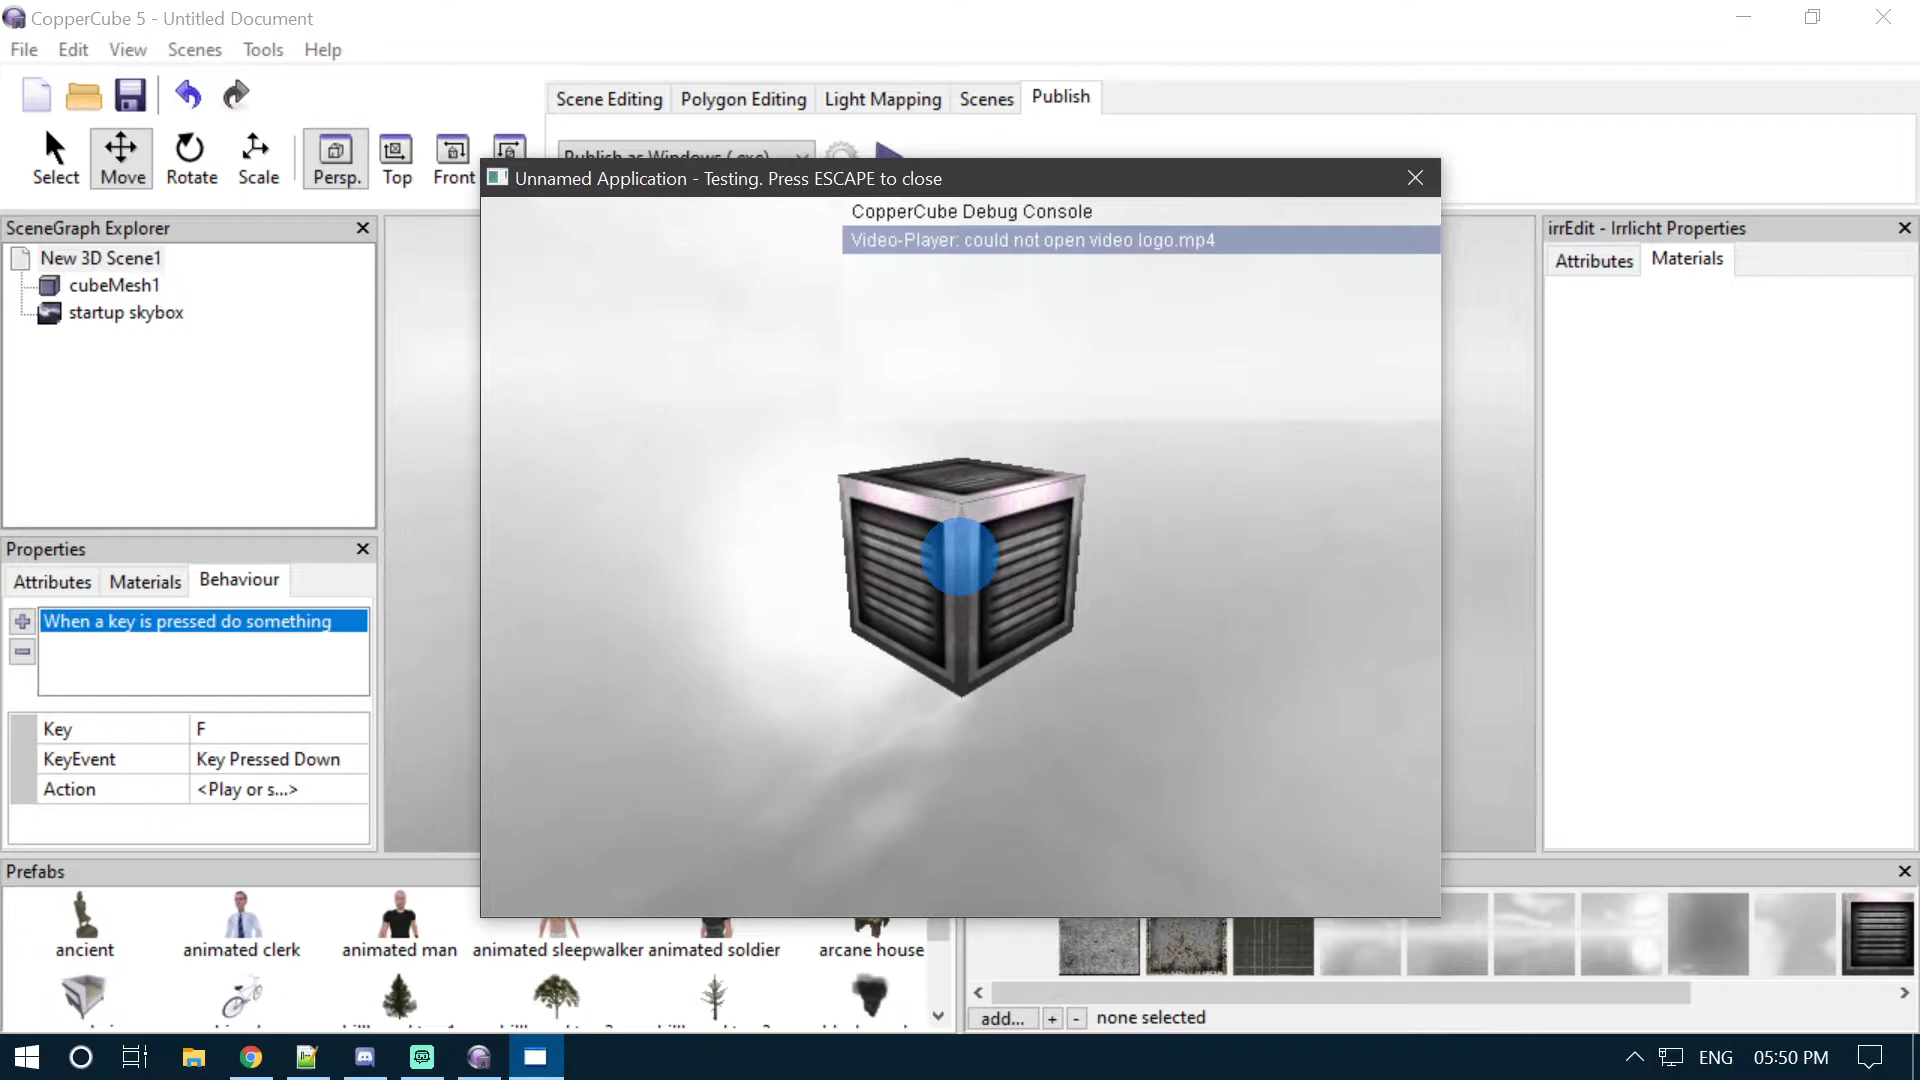 CopperCube 5 - Untitled Document
File Edit View Scenes Tools Help
Scene Editing Polygon Editing Light Mapping Scenes Publish
Publish as Windows (.exe)
Select Move Rotate Scale Persp. Top Front
Unnamed Application - Testing. Press ESCAPE to close
CopperCube Debug Console
Video-Player: could not open video logo.mp4
SceneGraph Explorer
New 3D Scene1
cubeMesh1
startup skybox
irrEdit - Irrlicht Properties
Attributes Materials
Properties
Attributes Materials Behaviour
When a key is pressed do something
Key F
KeyEvent Key Pressed Down
Action <Play or s...>
Prefabs
ancient animated clerk animated man animated sleepwalker animated soldier arcane house
add... + - none selected
ENG 05:50 PM